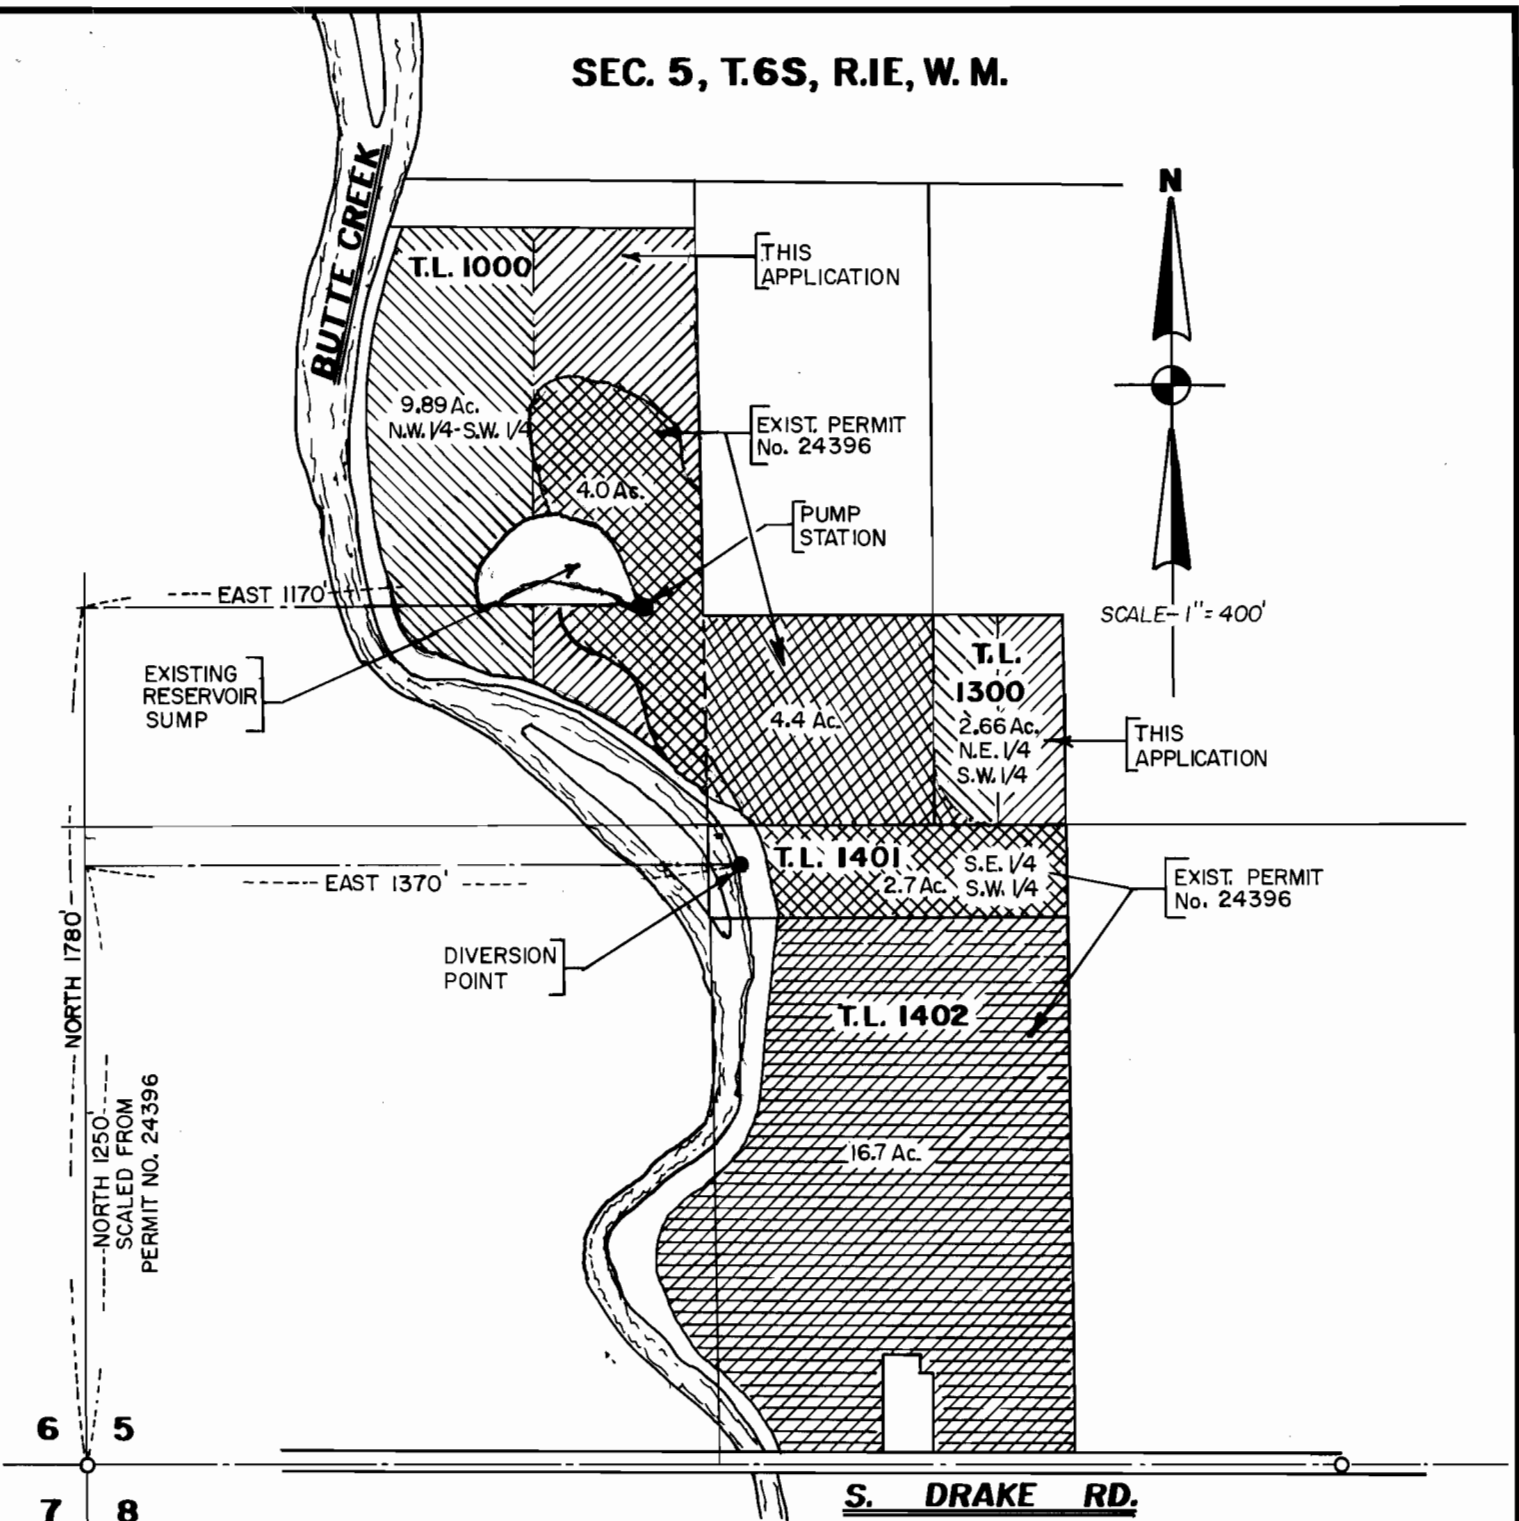 SEC. 5, T.6S, R.1E, W. M.
N
BUTTE CREEK
T.L. 1000
THIS
APPLICATION
9.89 Ac.
N.W. 1/4-S.W. 1/4
EXIST. PERMIT
No. 24396
4.0 Ac.
PUMP
STATION
EAST 1170'
SCALE- 1" = 400'
EXISTING
RESERVOIR
SUMP
T.L.
1300
2.66 Ac.
N.E. 1/4
S.W. 1/4
4.4 Ac.
THIS
APPLICATION
T.L. 1401
2.7 Ac.
S.E. 1/4
S.W. 1/4
EAST 1370'
EXIST. PERMIT
No. 24396
DIVERSION
POINT
NORTH 1780'
T.L. 1402
NORTH 1250'
SCALED FROM
PERMIT NO. 24396
16.7 Ac.
6 5
7 8
S. DRAKE RD.